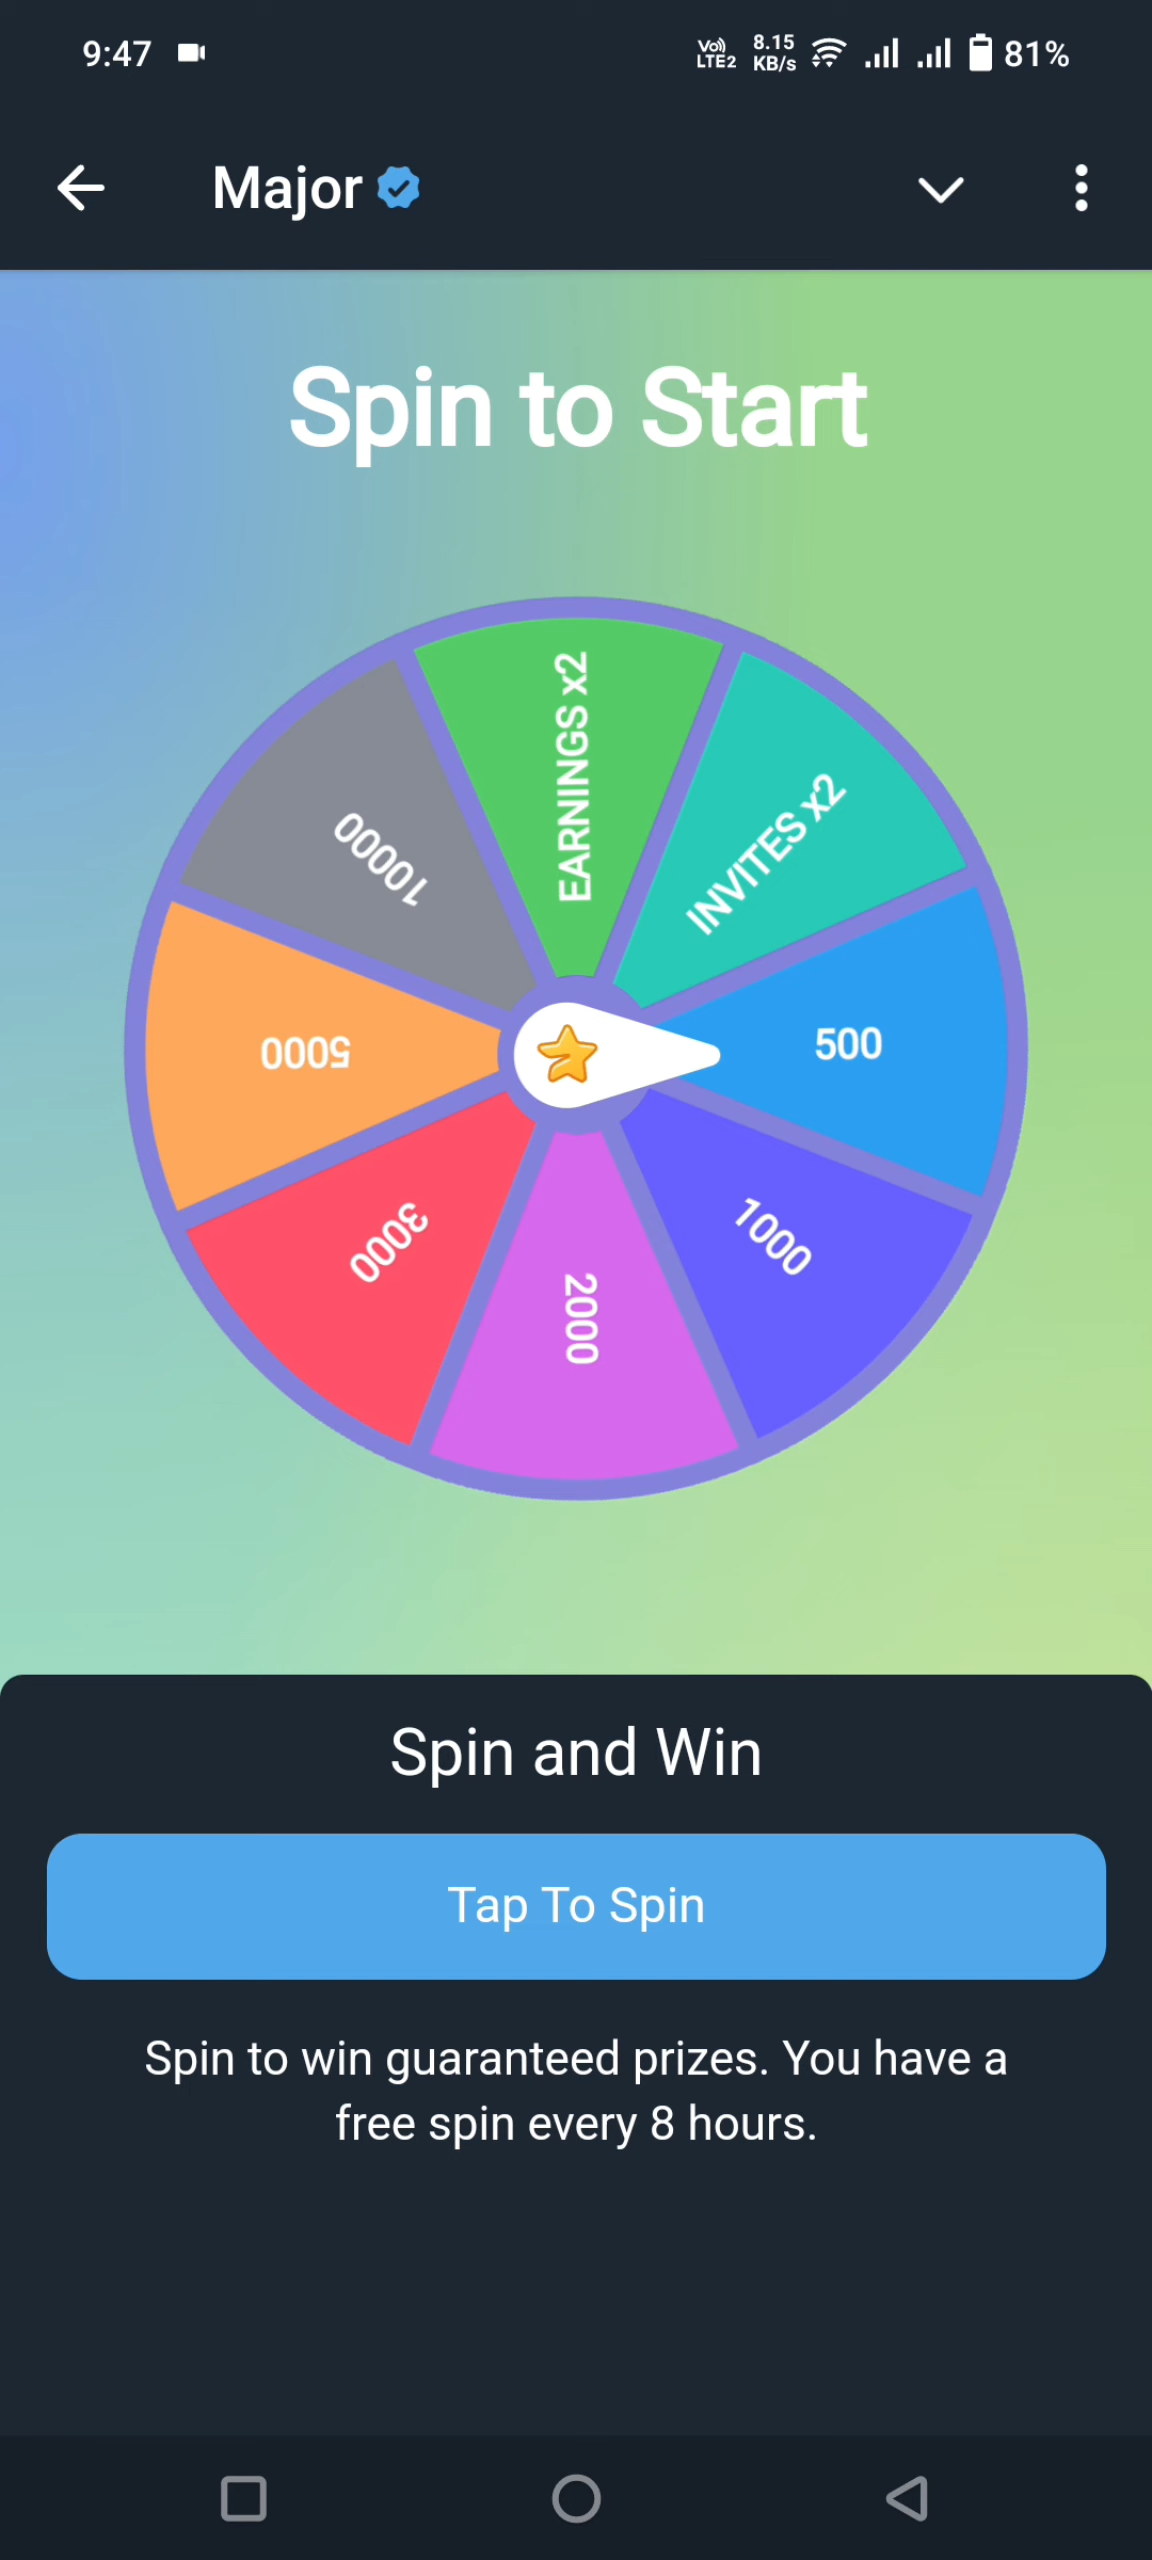 9:47
Vo))
LTE2
8.15
KB/s
81%
Major
Spin to Start
EARNINGS x2
INVITES x2
10000
500
5000
1000
3000
2000
Spin and Win
Tap To Spin
Spin to win guaranteed prizes. You have a
free spin every 8 hours.